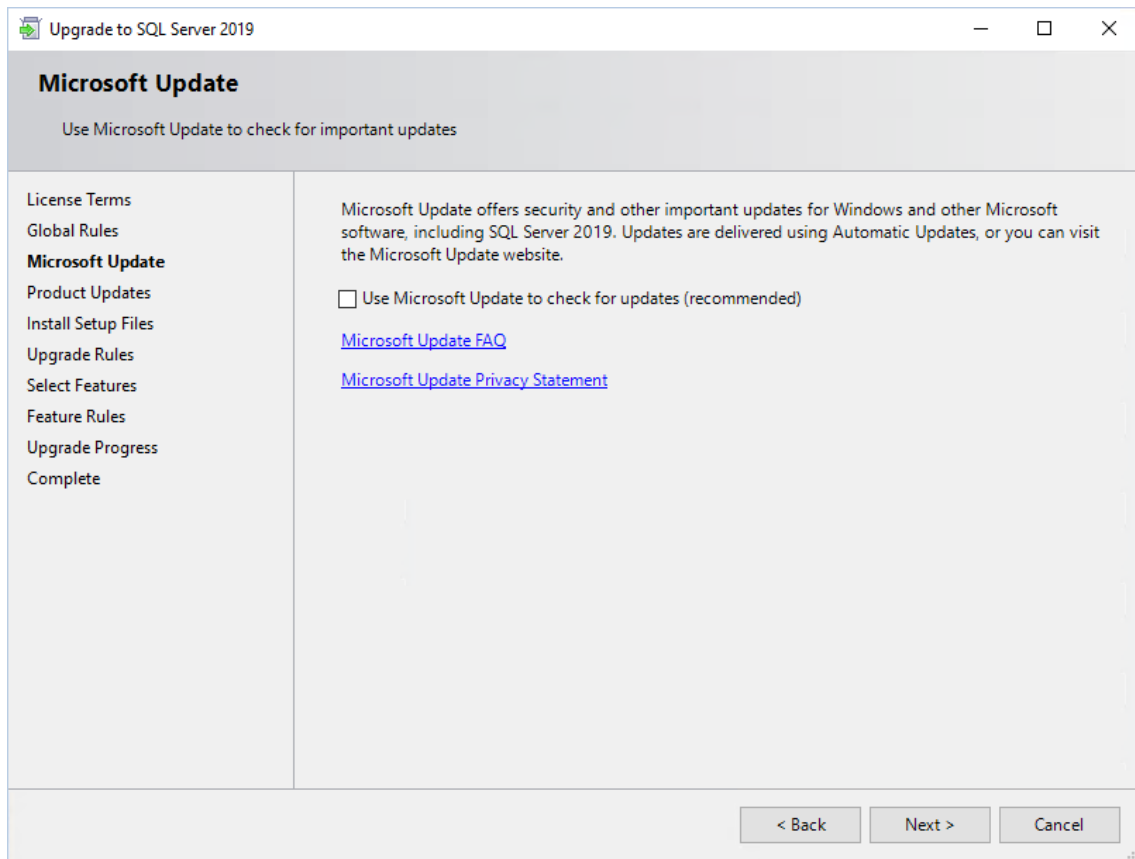 Upgrade to SQL Server 2019
Microsoft Update
Use Microsoft Update to check for important updates
License Terms
Global Rules
Microsoft Update
Product Updates
Install Setup Files
Upgrade Rules
Select Features
Feature Rules
Upgrade Progress
Complete
Microsoft Update offers security and other important updates for Windows and other Microsoft
software, including SQL Server 2019. Updates are delivered using Automatic Updates, or you can visit
the Microsoft Update website.
Use Microsoft Update to check for updates (recommended)
Microsoft Update FAQ
Microsoft Update Privacy Statement
< Back
Next >
Cancel